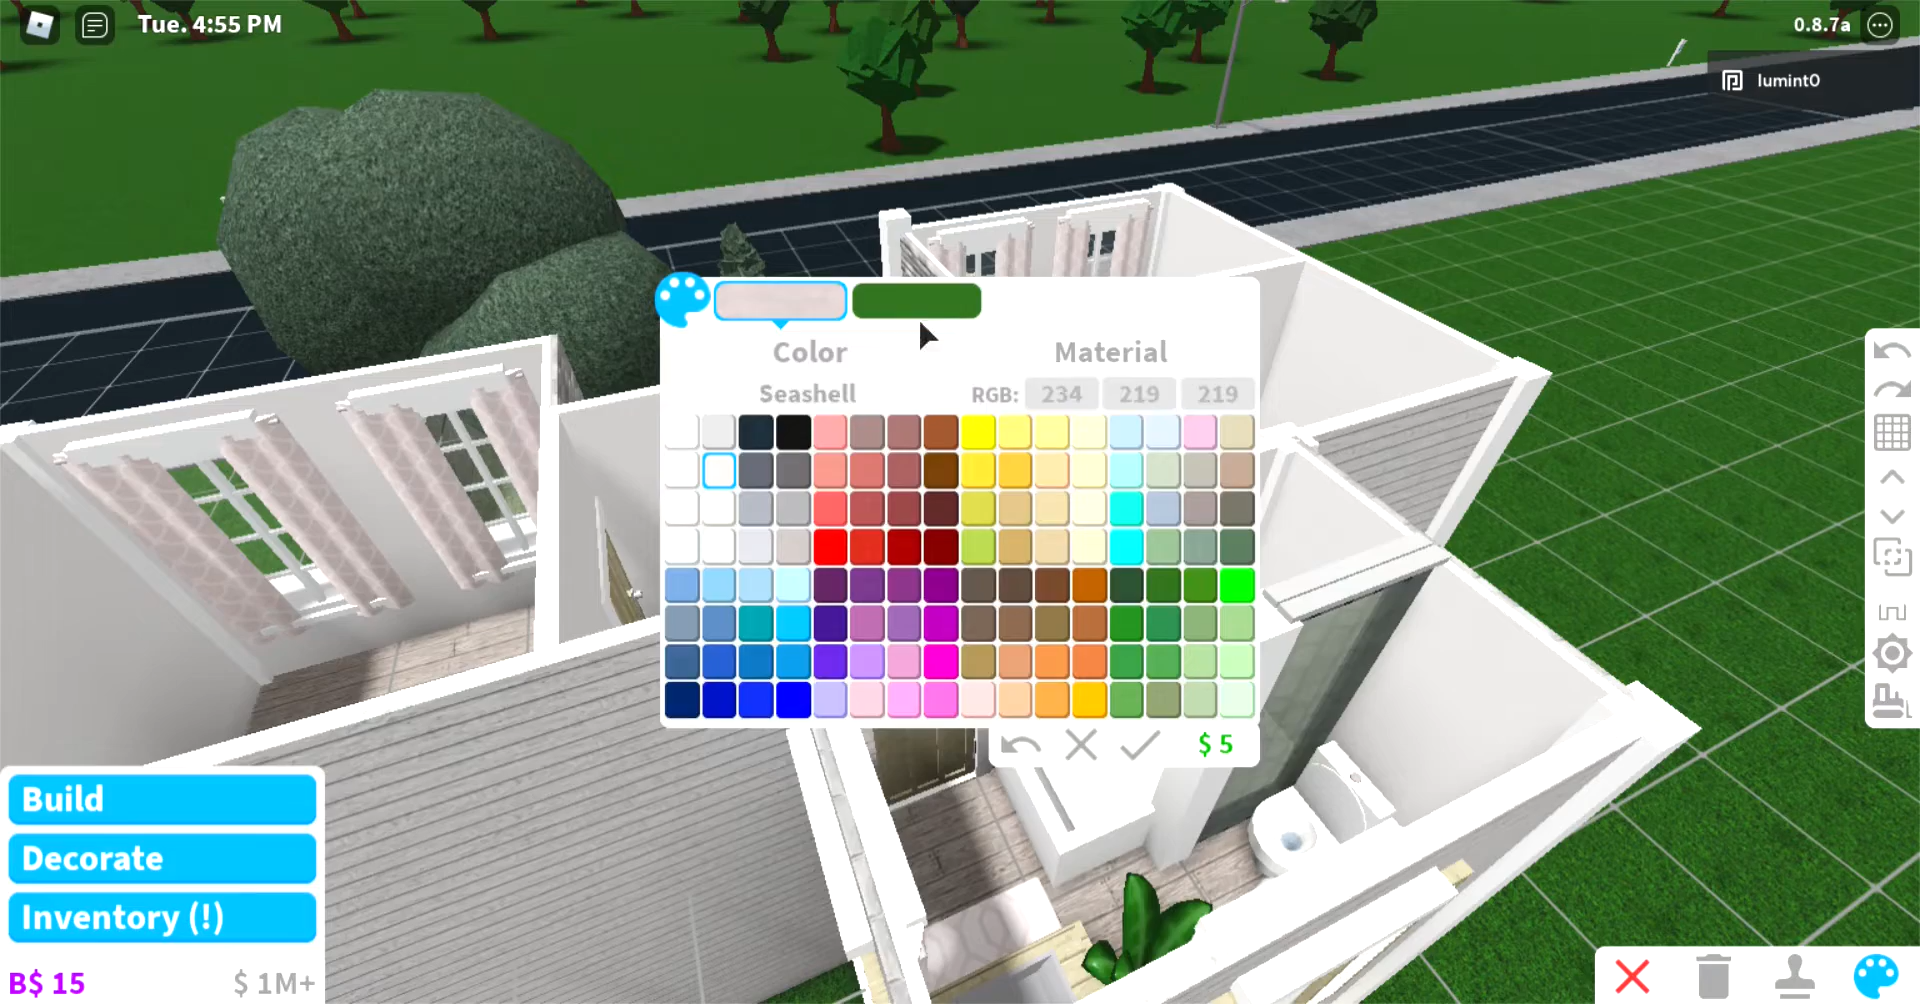 Tue. 4:55 PM
0.8.7a
lumint0
Color
Material
Seashell
RGB: 234 219 219
$ 5
Build
Decorate
Inventory (!)
B$ 15
$ 1M+